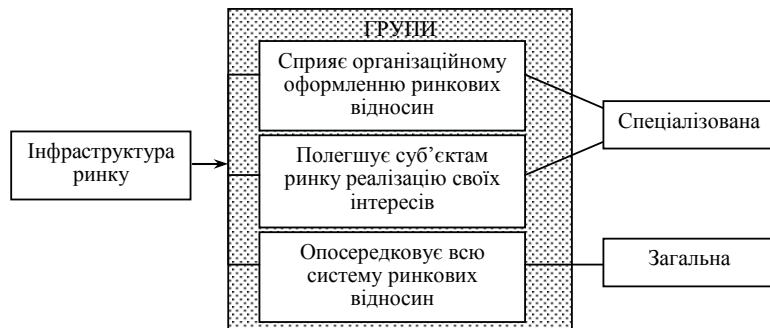 ГРУПИ
Сприяє організаційному
оформленню ринкових
відносин
Спеціалізована
Інфраструктура
ринку
Полегшує суб’єктам
ринку реалізацію своїх
інтересів
Опосередковує всю
систему ринкових
відносин
Загальна